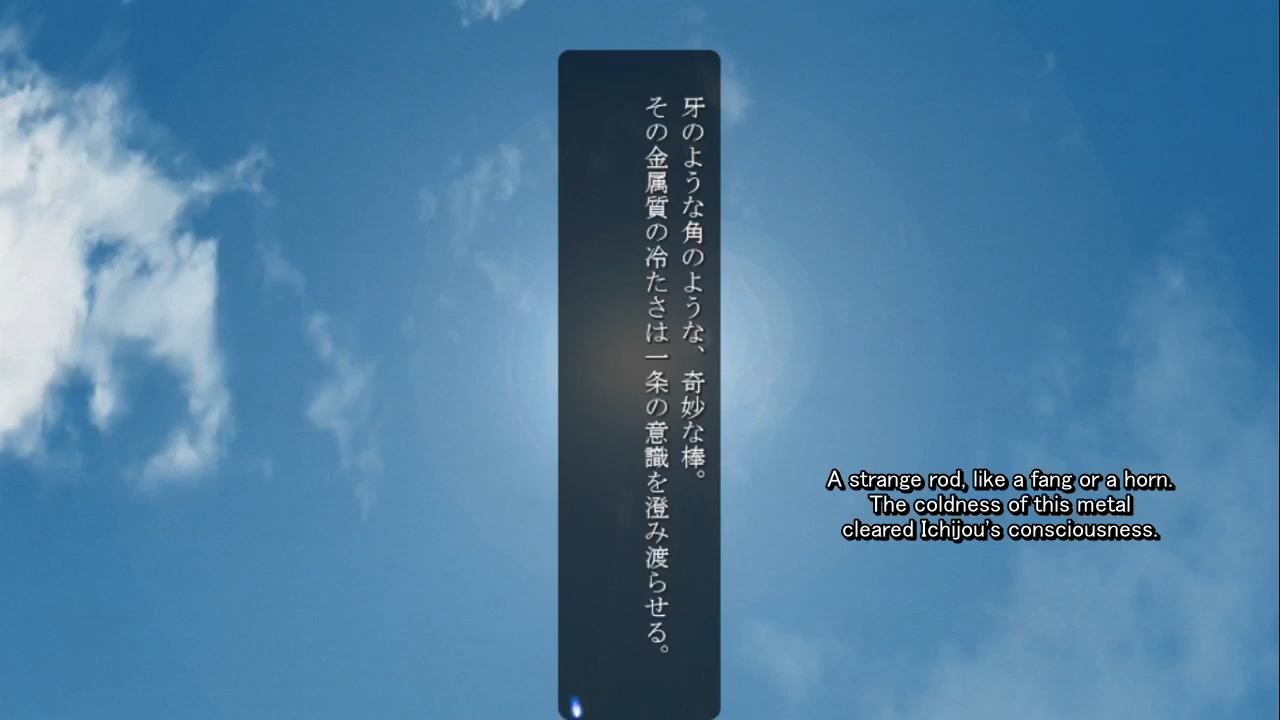 牙のような角のような、奇妙な棒。
その金属質の冷たさは一条の意識を澄み渡らせる。
A strange rod, like a fang or a horn.
The coldness of this metal
cleared Ichijou's consciousness.